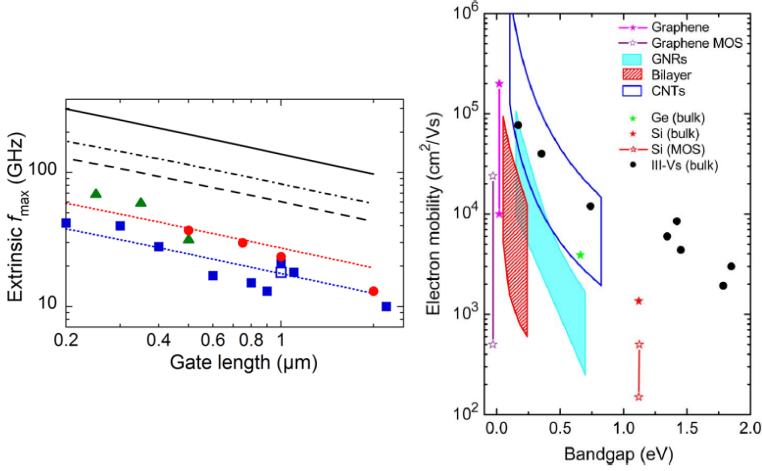 Extrinsic fmax (GHz)
100
10
0.2
0.4
0.6
0.8
1
2
Gate length (µm)
Electron mobility (cm²/Vs)
10⁶
10⁵
10⁴
10³
10²
0.0
0.5
1.0
1.5
2.0
Bandgap (eV)
Graphene
Graphene MOS
GNRs
Bilayer
CNTs
Ge (bulk)
Si (bulk)
Si (MOS)
III-Vs (bulk)